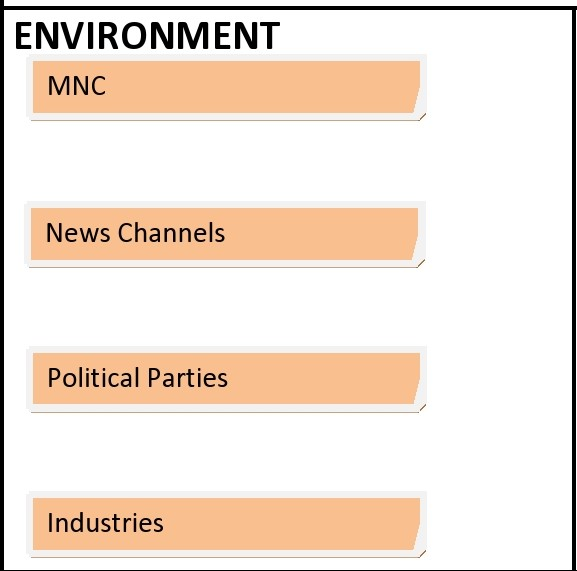 ENVIRONMENT
MNC
News Channels
Political Parties
Industries